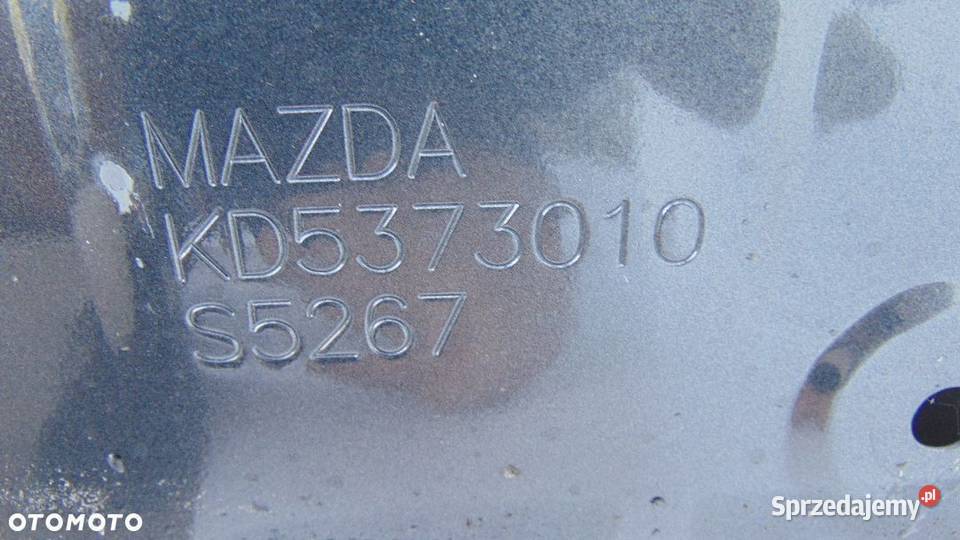 MAZDA
KD5373010
S5267
OTOMOTO
Sprzedajemy.pl